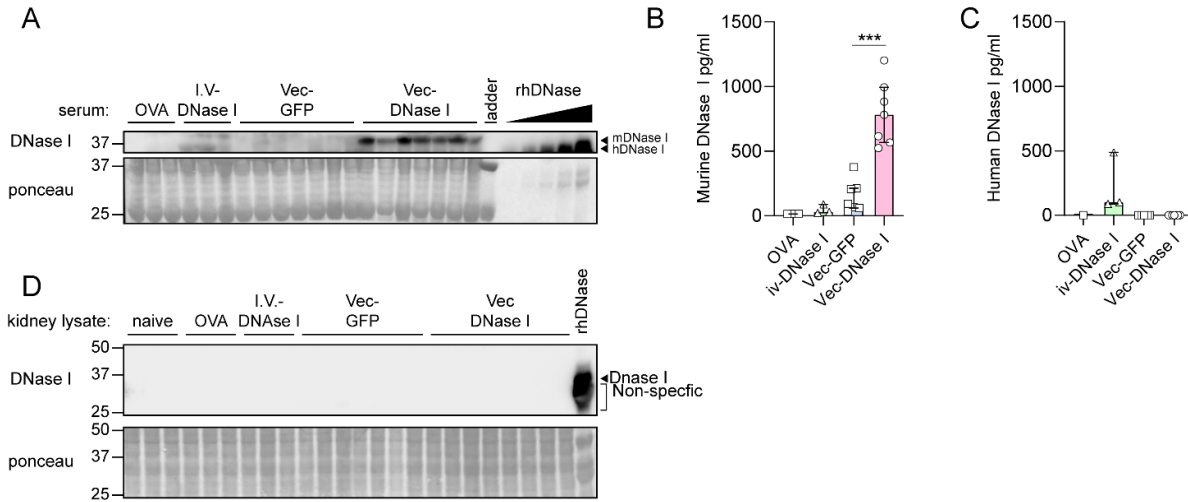 A
serum:
OVA
I.V-
DNase I
Vec-
GFP
Vec-
DNase I
ladder
rhDNase
DNase I
37
mDNase I
hDNase I
37
ponceau
25
B
Murine DNase I pg/ml
1500
1000
500
0
***
OVA
iv-DNase I
Vec-GFP
Vec-DNase I
C
Human DNase I pg/ml
1500
1000
500
0
OVA
iv-DNase I
Vec-GFP
Vec-DNase I
D
kidney lysate:
naive
OVA
I.V.-
DNAse I
Vec-
GFP
Vec
DNase I
rhDNase
50
DNase I
37
25
Dnase I
Non-specfic
50
ponceau
37
25